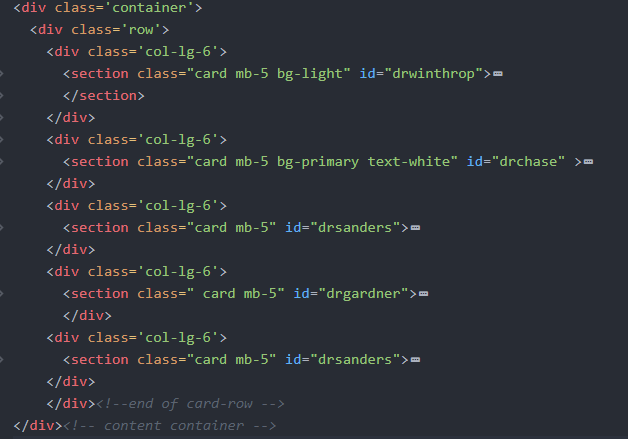 <div class='container'>
  <div class='row'>
    <div class='col-lg-6'>
      <section class="card mb-5 bg-light" id="drwinthrop">
      </section>
    </div>
    <div class='col-lg-6'>
      <section class="card mb-5 bg-primary text-white" id="drchase" >
    </div>
    <div class='col-lg-6'>
      <section class="card mb-5" id="drsanders">
    </div>
    <div class='col-lg-6'>
      <section class=" card mb-5" id="drgardner">
      </div>
    <div class='col-lg-6'>
      <section class="card mb-5" id="drsanders">
    </div>
    </div><!--end of card-row -->
</div><!-- content container -->